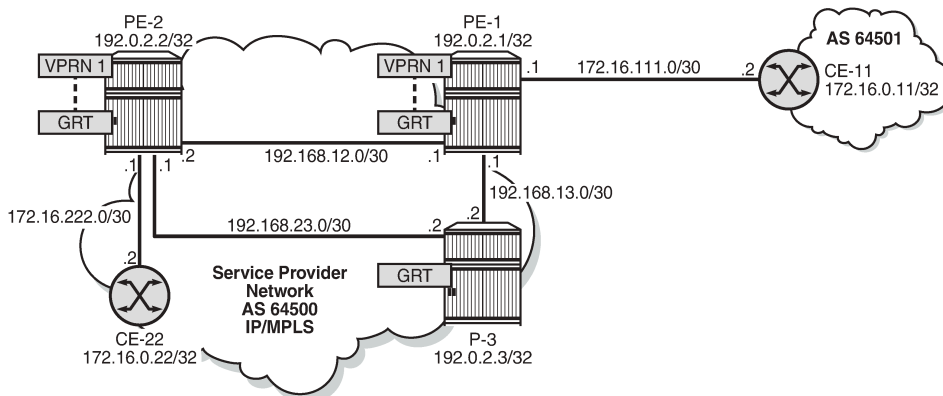 PE-2
192.0.2.2/32
VPRN 1
GRT
PE-1
192.0.2.1/32
VPRN 1
GRT
AS 64501
.1
172.16.111.0/30
.2
CE-11
172.16.0.11/32
.2
192.168.12.0/30
.1
.1
.1
.1
192.168.13.0/30
172.16.222.0/30
192.168.23.0/30
.2
.2
.2
GRT
Service Provider
Network
AS 64500
IP/MPLS
CE-22
172.16.0.22/32
P-3
192.0.2.3/32